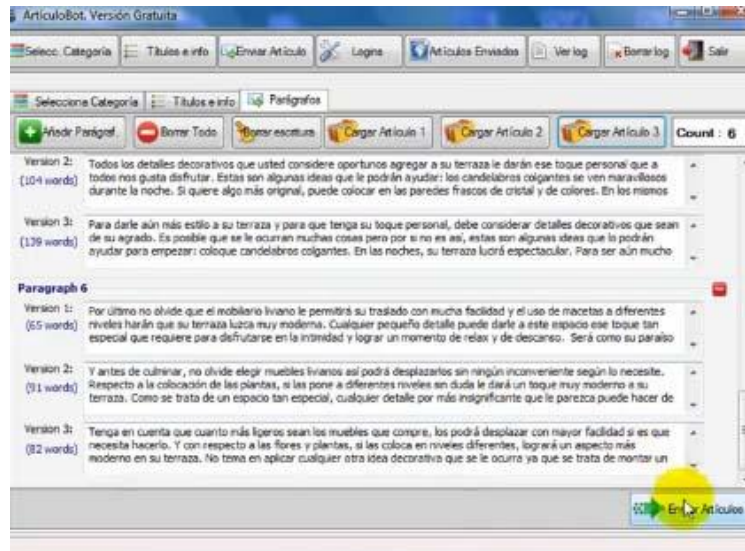 ArtículoBot. Versión Gratuita
Selecc. Categoría Titulos e info Enviar Artículo Logins Artículos Enviados Ver log Borrar log Salir
Seleccione Categoría Titulos e info Parágrafos
Añadir Parágraf. Borrar Todo Borrar escritura Cargar Artículo 1 Cargar Artículo 2 Cargar Artículo 3 Count : 6
Version 2: Todos los detalles decorativos que usted considere oportunos agregar a su terraza le darán ese toque personal que a
(104 words) todos nos gusta disfrutar. Estas son algunas ideas que le podrán ayudar: los candelabros colgantes se ven maravillosos
durante la noche. Si quiere algo más original, puede colocar en las paredes frascos de cristal y de colores. En los mismos
Version 3: Para darle aún más estilo a su terraza y para que tenga su toque personal, debe considerar detalles decorativos que sean
(139 words) de su agrado. Es posible que se le ocurran muchas cosas pero por si no es así, estas son algunas ideas que lo podrán
ayudar para empezar: coloque candelabros colgantes. En las noches, su terraza lucirá espectacular. Para ser aún mucho
Paragraph 6
Version 1: Por último no olvide que el mobiliario liviano le permitirá su traslado con mucha facilidad y el uso de macetas a diferentes
(65 words) niveles harán que su terraza luzca muy moderna. Cualquier pequeño detalle puede darle a este espacio ese toque tan
especial que requiere para disfrutarse en la intimidad y lograr un momento de relax y de descanso. Será como su paraíso
Version 2: Y antes de culminar, no olvide elegir muebles livianos así podrá desplazarlos sin ningún inconveniente según lo necesite.
(91 words) Respecto a la colocación de las plantas, si las pone a diferentes niveles sin duda le dará un toque muy moderno a su
terraza. Como se trata de un espacio tan especial, cualquier detalle por más insignificante que le parezca puede hacer de
Version 3: Tenga en cuenta que cuanto más ligeros sean los muebles que compre, los podrá desplazar con mayor facilidad si es que
(82 words) necesita hacerlo. Y con respecto a las flores y plantas, si las coloca en niveles diferentes, logrará un aspecto más
moderno en su terraza. No tema en aplicar cualquier otra idea decorativa que se le ocurra ya que se trata de montar un
Enviar Artículos